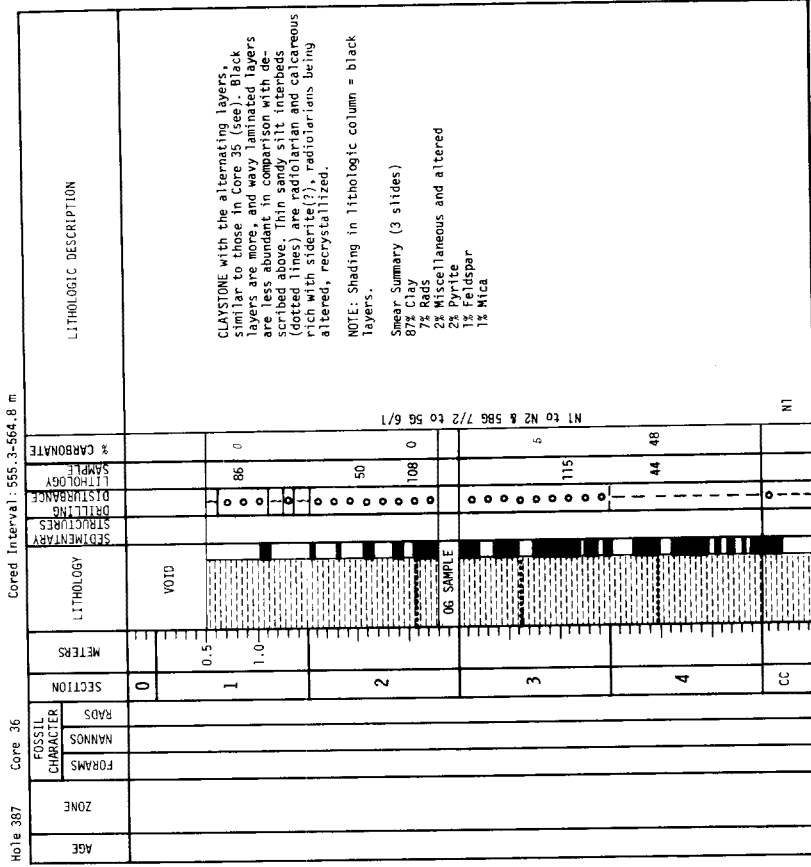 Hole 387 Core 36 Cored Interval: 555.3-564.8 m
AGE
ZONE
FOSSIL
CHARACTER
FORAMS
NANNOS
RADS
SECTION
METERS
LITHOLOGY
SEDIMENTARY
STRUCTURES
DRILLING
DISTURBANCE
LITHOLOGY
SAMPLE
% CARBONATE
LITHOLOGIC DESCRIPTION
0
VOID
0.5
1
1.0
86
0
2
50
108
0
OG SAMPLE
3
115
4
44
48
CC
N1 to N2 & 5BG 7/2 to 5G 6/1
N1
CLAYSTONE with the alternating layers,
similar to those in Core 35 (see). Black
layers are more, and wavy laminated layers
are less abundant in comparison with de-
scribed above. Thin sandy silt interbeds
(dotted lines) are radiolarian and calcareous
rich with siderite(?), radiolarians being
altered, recrystallized.
NOTE: Shading in lithologic column = black
layers.
Smear Summary (3 slides)
87% Clay
7% Rads
2% Miscellaneous and altered
2% Pyrite
1% Feldspar
1% Mica